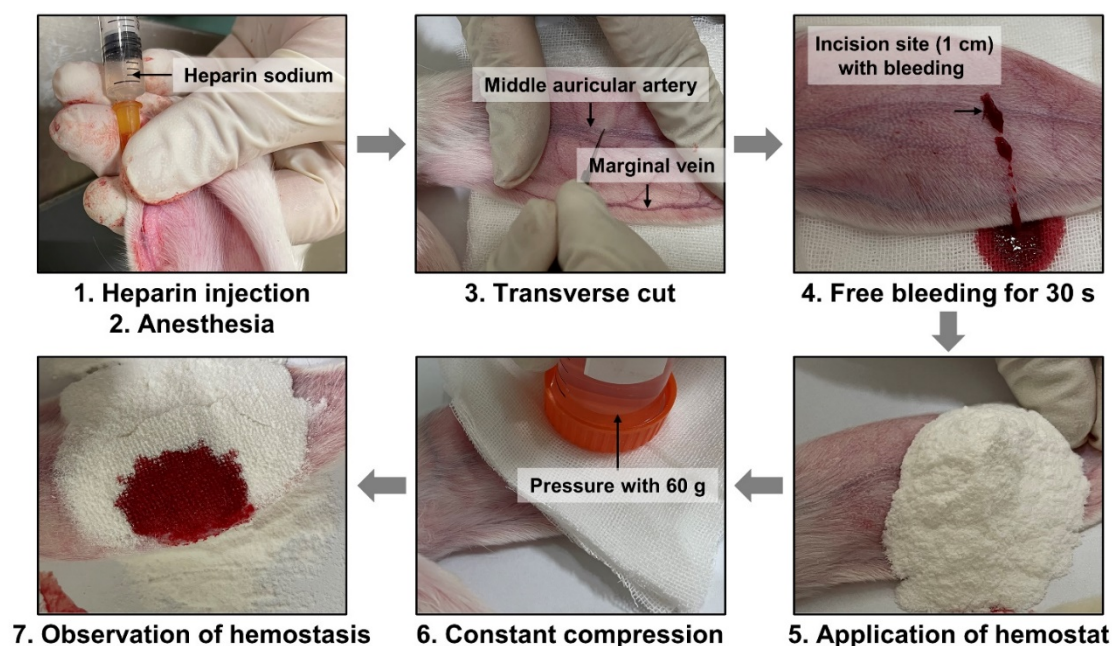 Heparin sodium
1. Heparin injection
2. Anesthesia
Middle auricular artery
Marginal vein
3. Transverse cut
Incision site (1 cm)
with bleeding
4. Free bleeding for 30 s
5. Application of hemostat
Pressure with 60 g
6. Constant compression
7. Observation of hemostasis